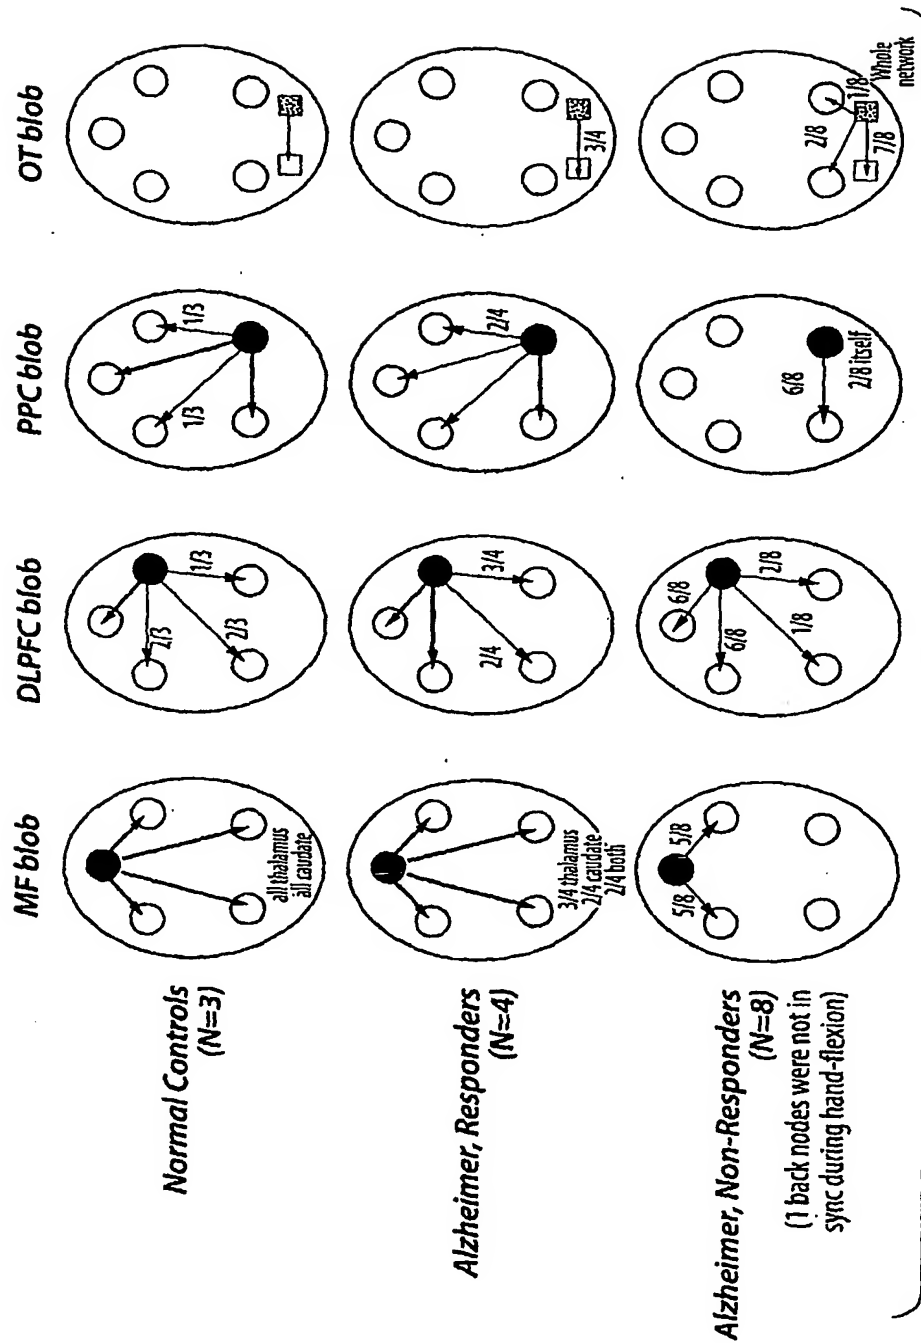 MF blob
DLPFC blob
PPC blob
OT blob
Normal Controls
(N=3)
all thalamus
all caudate
2/3
2/3
1/3
1/3
1/3
Alzheimer, Responders
(N=4)
3/4 thalamus
2/4 caudate
2/4 both
2/4
3/4
2/4
3/4
Alzheimer, Non-Responders
(N=8)
(1 back nodes were not in
sync during hand-flexion)
5/8
5/8
6/8
6/8
1/8
2/8
6/8
2/8 itself
2/8
1/8
7/8
Whole
network